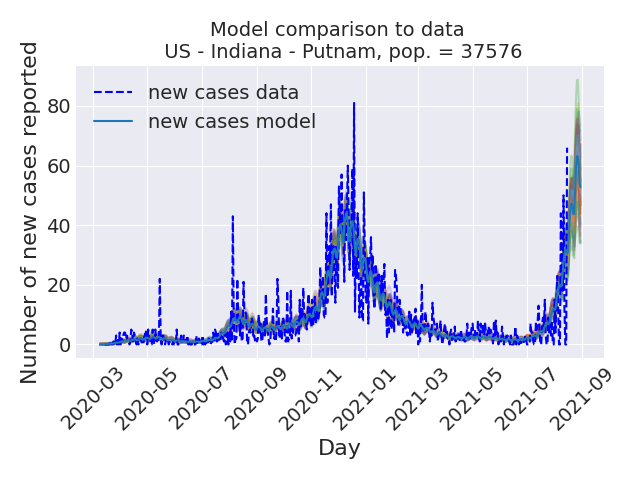 Model comparison to data
US - Indiana - Putnam, pop. = 37576
Number of new cases reported
80
60
40
20
0
new cases data
new cases model
2020-03
2020-05
2020-07
2020-09
2020-11
2021-01
2021-03
2021-05
2021-07
2021-09
Day